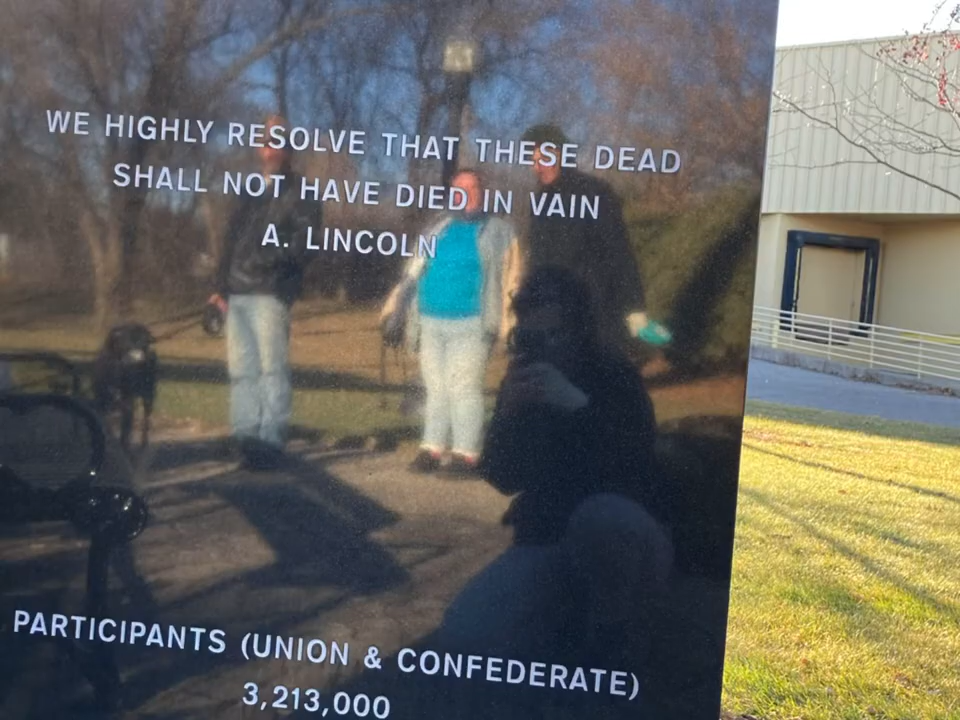 WE HIGHLY RESOLVE THAT THESE DEAD
SHALL NOT HAVE DIED IN VAIN
A. LINCOLN
PARTICIPANTS (UNION & CONFEDERATE)
3,213,000